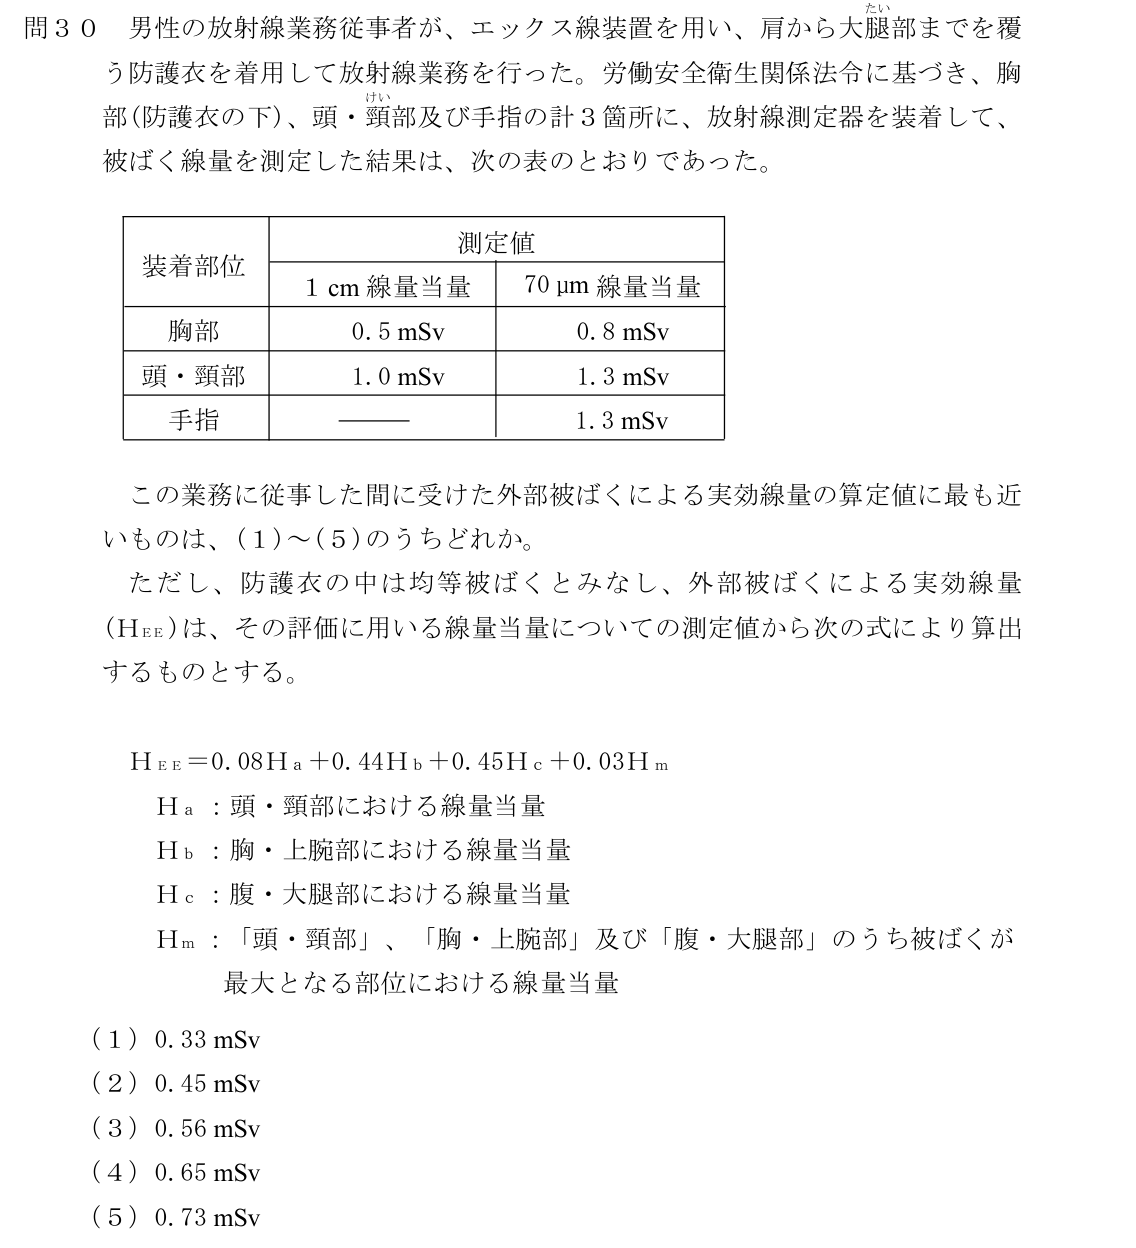 たい
問３０　男性の放射線業務従事者が、エックス線装置を用い、肩から大腿部までを覆
う防護衣を着用して放射線業務を行った。労働安全衛生関係法令に基づき、胸
けい
部(防護衣の下)、頭・頸部及び手指の計３箇所に、放射線測定器を装着して、
被ばく線量を測定した結果は、次の表のとおりであった。
装着部位
測定値
1 cm 線量当量　70 µm 線量当量
胸部　0.5 mSv　0.8 mSv
頭・頸部　1.0 mSv　1.3 mSv
手指　―――　1.3 mSv
この業務に従事した間に受けた外部被ばくによる実効線量の算定値に最も近
いものは、(１)～(５)のうちどれか。
ただし、防護衣の中は均等被ばくとみなし、外部被ばくによる実効線量
(HEE)は、その評価に用いる線量当量についての測定値から次の式により算出
するものとする。
HEE＝0.08Ha＋0.44Hb＋0.45Hc＋0.03Hm
Ha：頭・頸部における線量当量
Hb：胸・上腕部における線量当量
Hc：腹・大腿部における線量当量
Hm：「頭・頸部」、「胸・上腕部」及び「腹・大腿部」のうち被ばくが
最大となる部位における線量当量
(１) 0.33 mSv
(２) 0.45 mSv
(３) 0.56 mSv
(４) 0.65 mSv
(５) 0.73 mSv